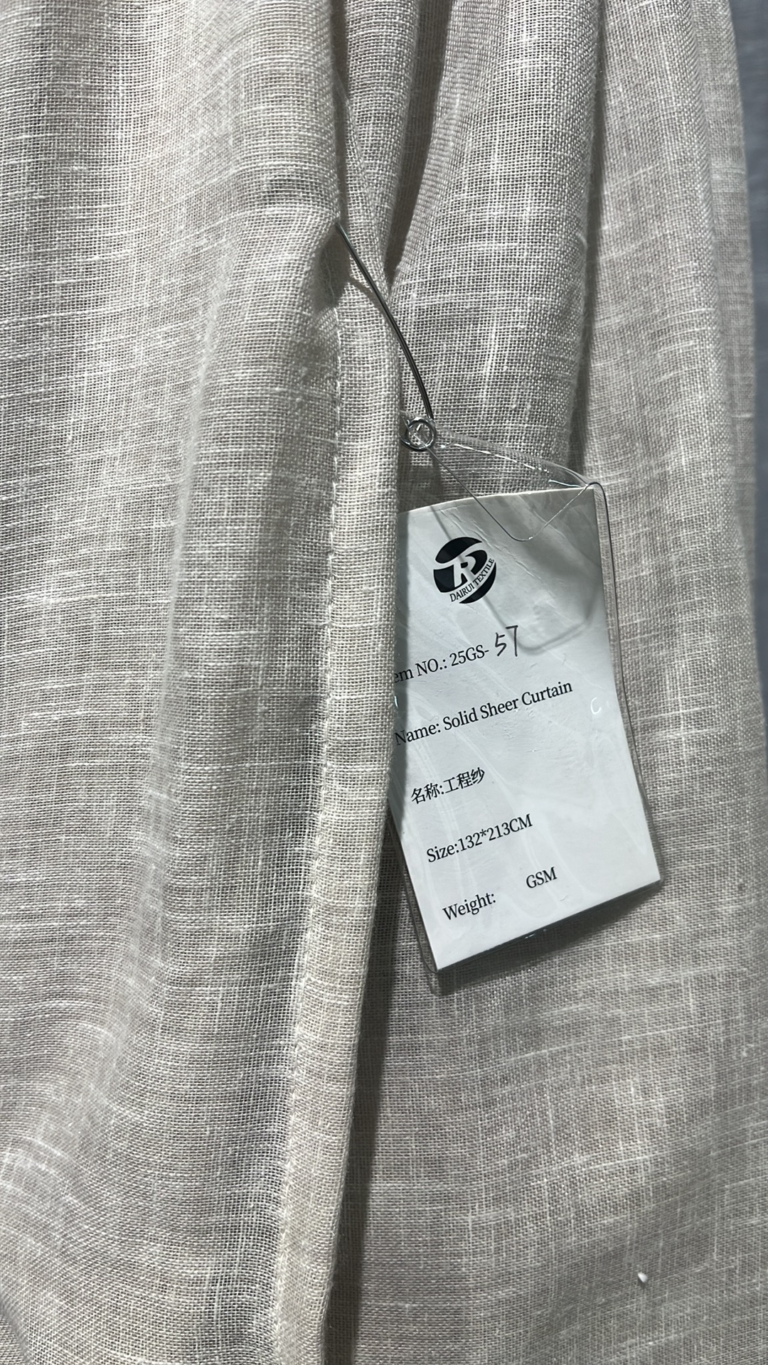 R
DAIRUI TEXTILE
em NO.: 25GS-57
Name: Solid Sheer Curtain
名称:工程纱
Size:132*213CM
Weight: GSM